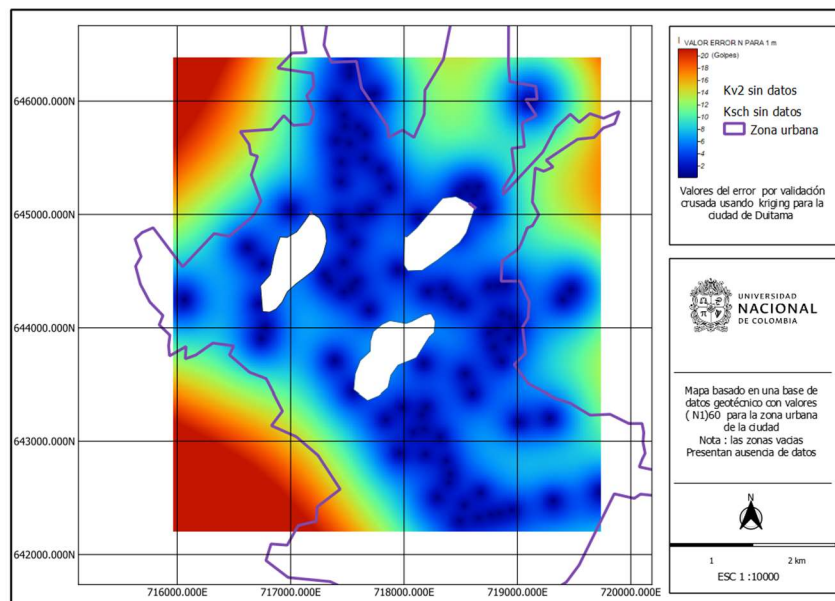 646000.000N
645000.000N
644000.000N
643000.000N
642000.000N
716000.000E
717000.000E
718000.000E
719000.000E
720000.000E
VALOR ERROR N PARA 1 m
20 (Golpes)
18
16
14
12
10
8
6
4
2
Kv2 sin datos
Ksch sin datos
Zona urbana
Valores del error por validación
crusada usando kriging para la
ciudad de Duitama
UNIVERSIDAD
NACIONAL
DE COLOMBIA
Mapa basado en una base de
datos geotécnico con valores
( N1)60 para la zona urbana
de la ciudad
Nota : las zonas vacias
Presentan ausencia de datos
N
1
2 km
ESC 1 :10000